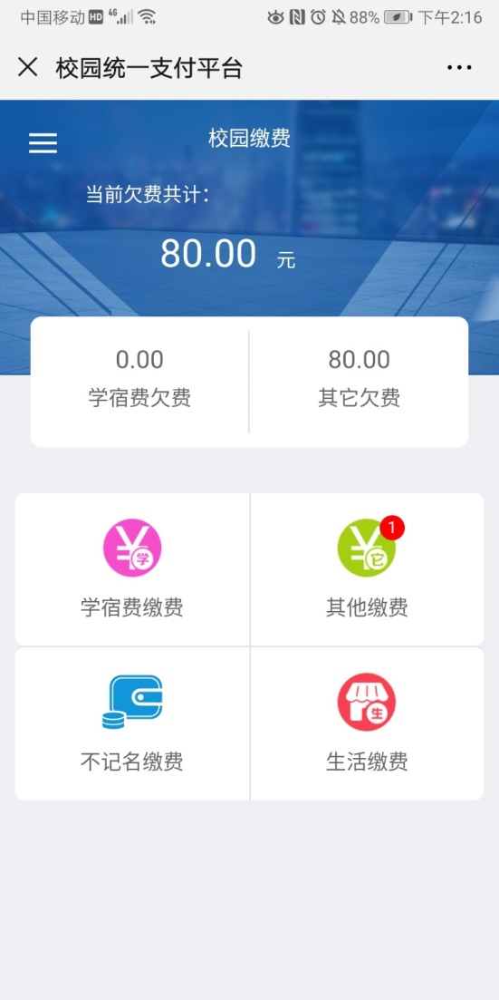 中国移动 HD 4G 88% 下午2:16
校园统一支付平台
校园缴费
当前欠费共计：
80.00 元
0.00 80.00
学宿费欠费 其它欠费
学 它 1
学宿费缴费 其他缴费
生
不记名缴费 生活缴费